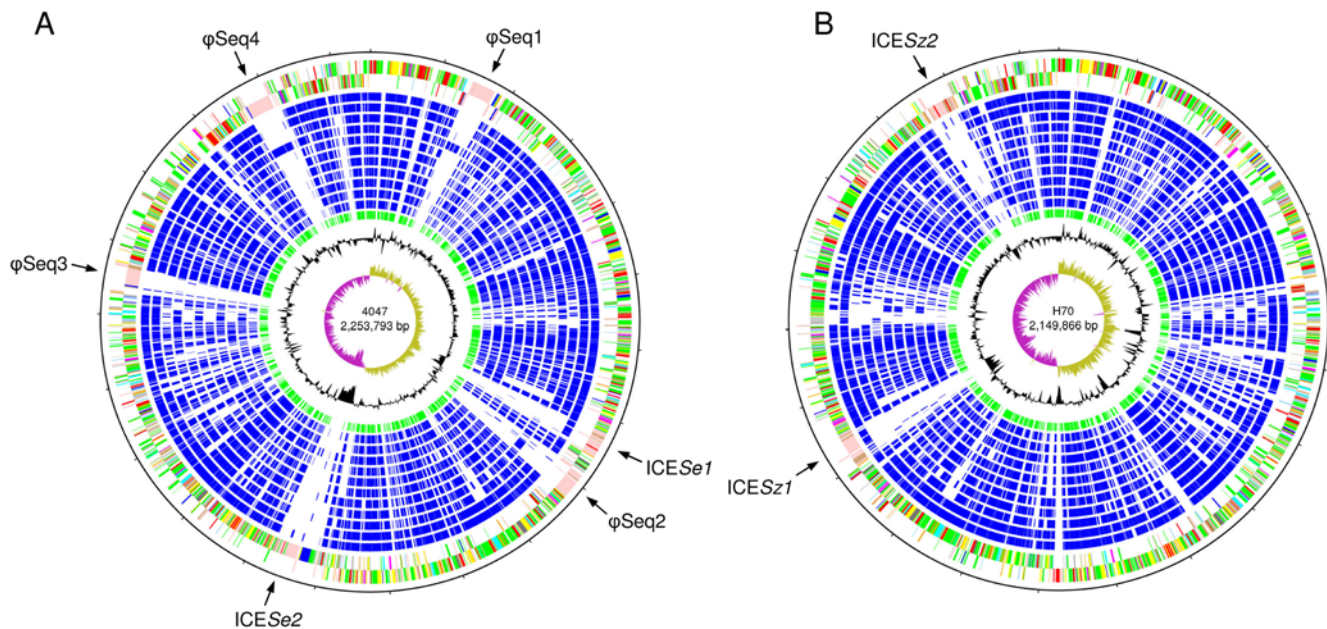 A
φSeq4
φSeq1
φSeq3
4047
2,253,793 bp
ICESe1
φSeq2
ICESe2
B
ICESz2
H70
2,149,866 bp
ICESz1